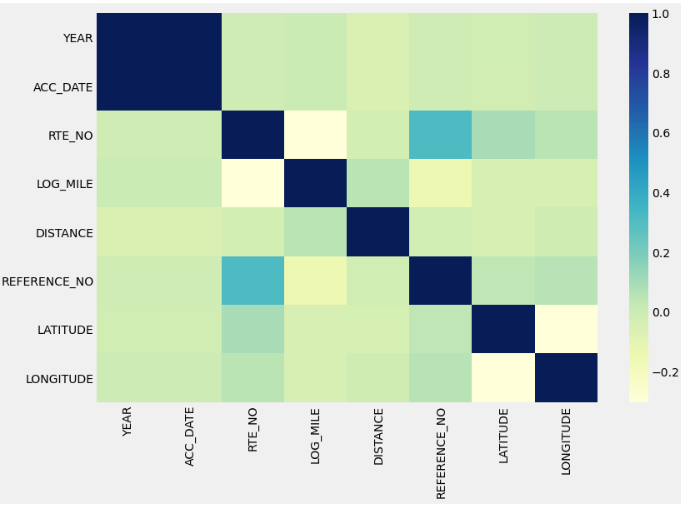 YEAR
ACC_DATE
RTE_NO
LOG_MILE
DISTANCE
REFERENCE_NO
LATITUDE
LONGITUDE
YEAR
ACC_DATE
RTE_NO
LOG_MILE
DISTANCE
REFERENCE_NO
LATITUDE
LONGITUDE
1.0
0.8
0.6
0.4
0.2
0.0
−0.2